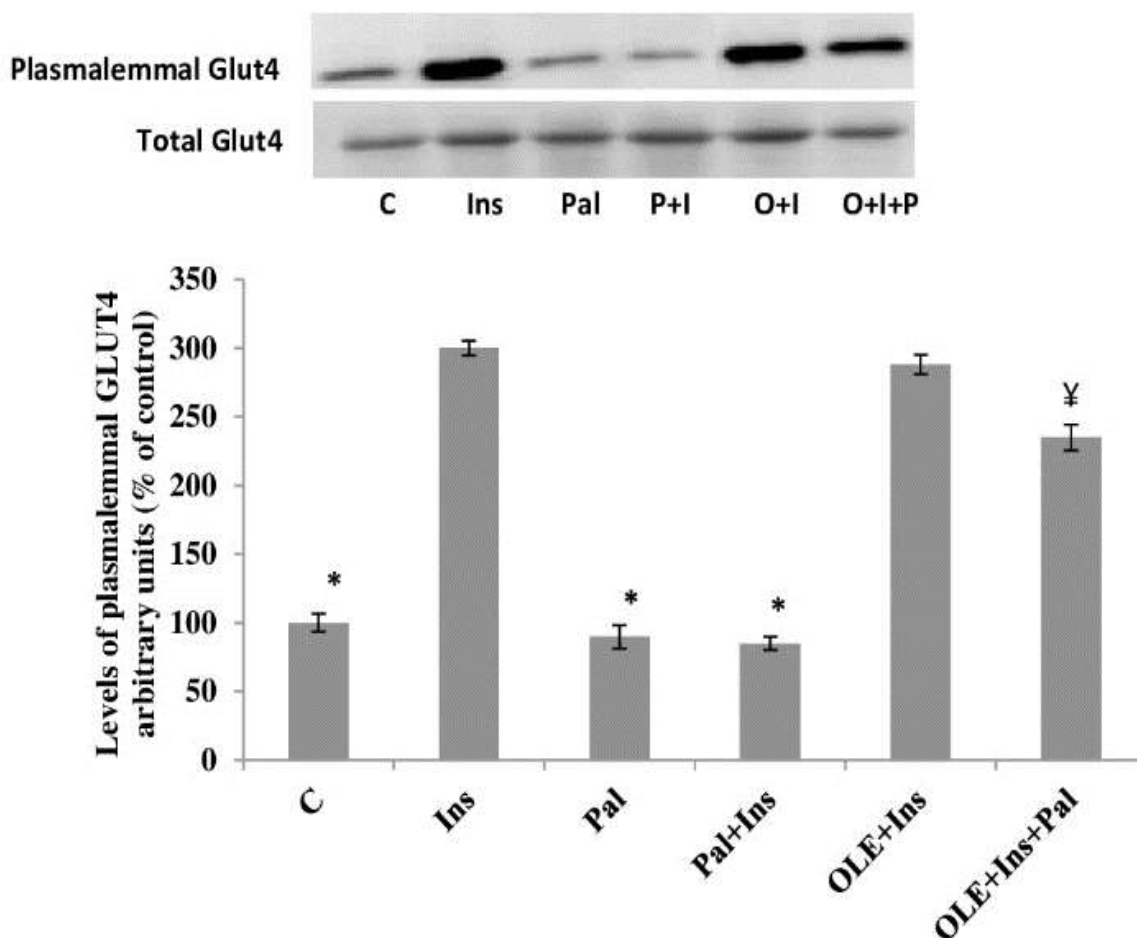 Plasmalemmal Glut4
Total Glut4
C Ins Pal P+I O+I O+I+P
Levels of plasmalemmal GLUT4
arbitrary units (% of control)
350
300
250
200
150
100
50
0
*
*
*
¥
C Ins Pal Pal+Ins OLE+Ins OLE+Ins+Pal